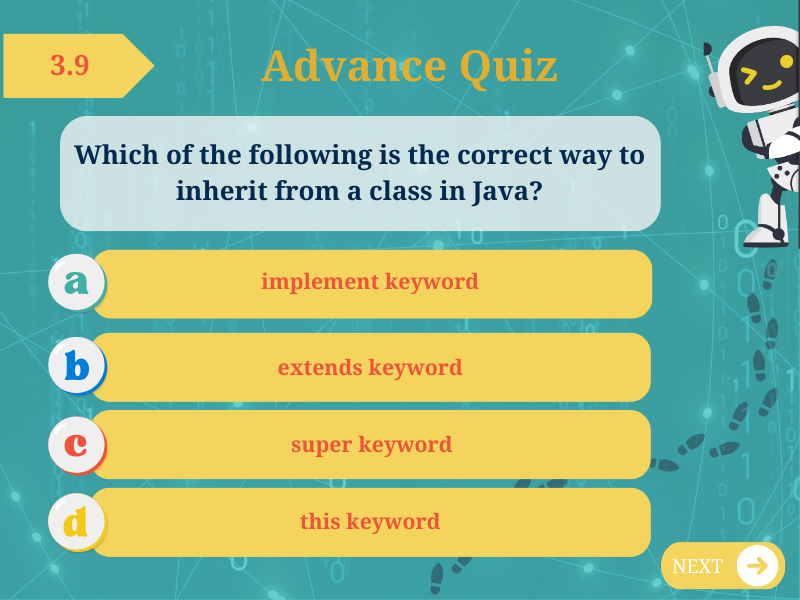 3.9
Advance Quiz
Which of the following is the correct way to
inherit from a class in Java?
a
implement keyword
b
extends keyword
c
super keyword
d
this keyword
NEXT